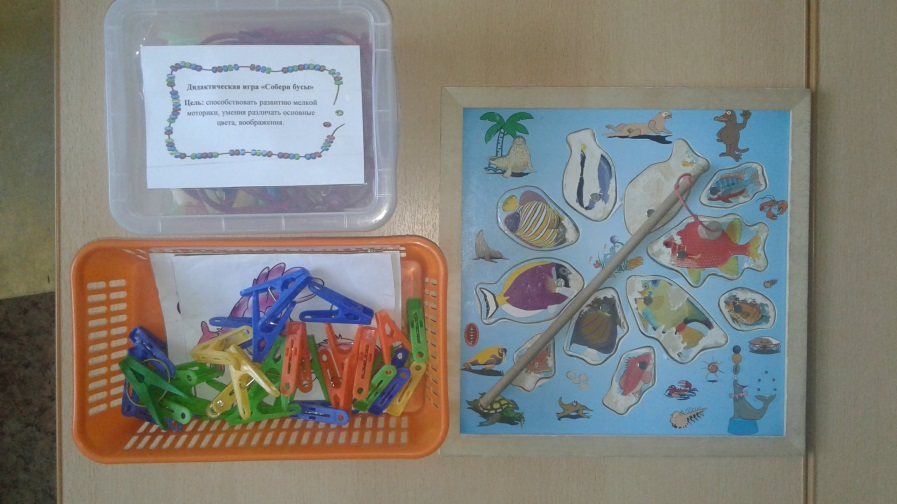 Дидактическая игра «Собери бусы»
Цель: способствовать развитию мелкой
моторики, умения различать основные
цвета, воображения.